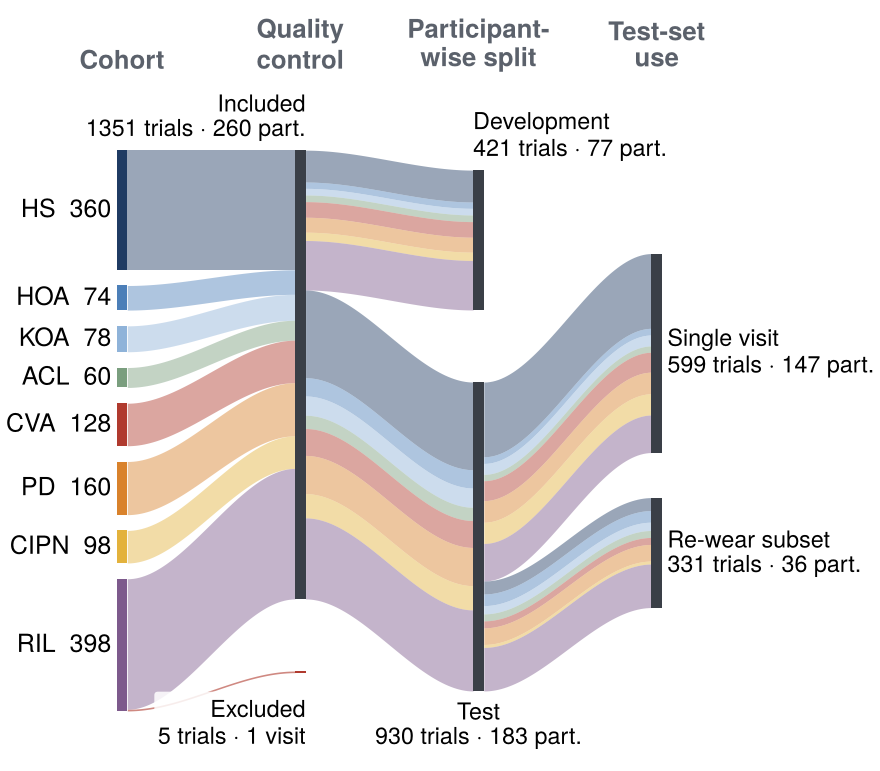 Cohort
Quality
control
Participant-
wise split
Test-set
use
Included
1351 trials · 260 part.
Development
421 trials · 77 part.
HS 360
HOA 74
KOA 78
ACL 60
CVA 128
PD 160
CIPN 98
RIL 398
Single visit
599 trials · 147 part.
Re-wear subset
331 trials · 36 part.
Excluded
5 trials · 1 visit
Test
930 trials · 183 part.